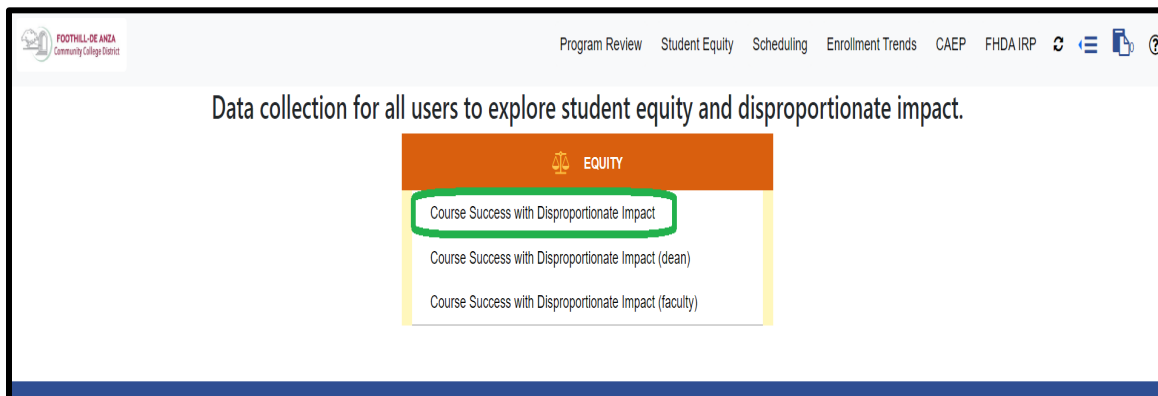 FOOTHILL-DE ANZA
Community College District
Program Review Student Equity Scheduling Enrollment Trends CAEP FHDA IRP 0
Data collection for all users to explore student equity and disproportionate impact.
EQUITY
Course Success with Disproportionate Impact
Course Success with Disproportionate Impact (dean)
Course Success with Disproportionate Impact (faculty)